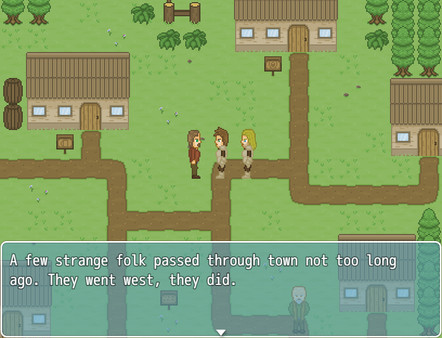 A few strange folk passed through town not too long
ago. They went west, they did.